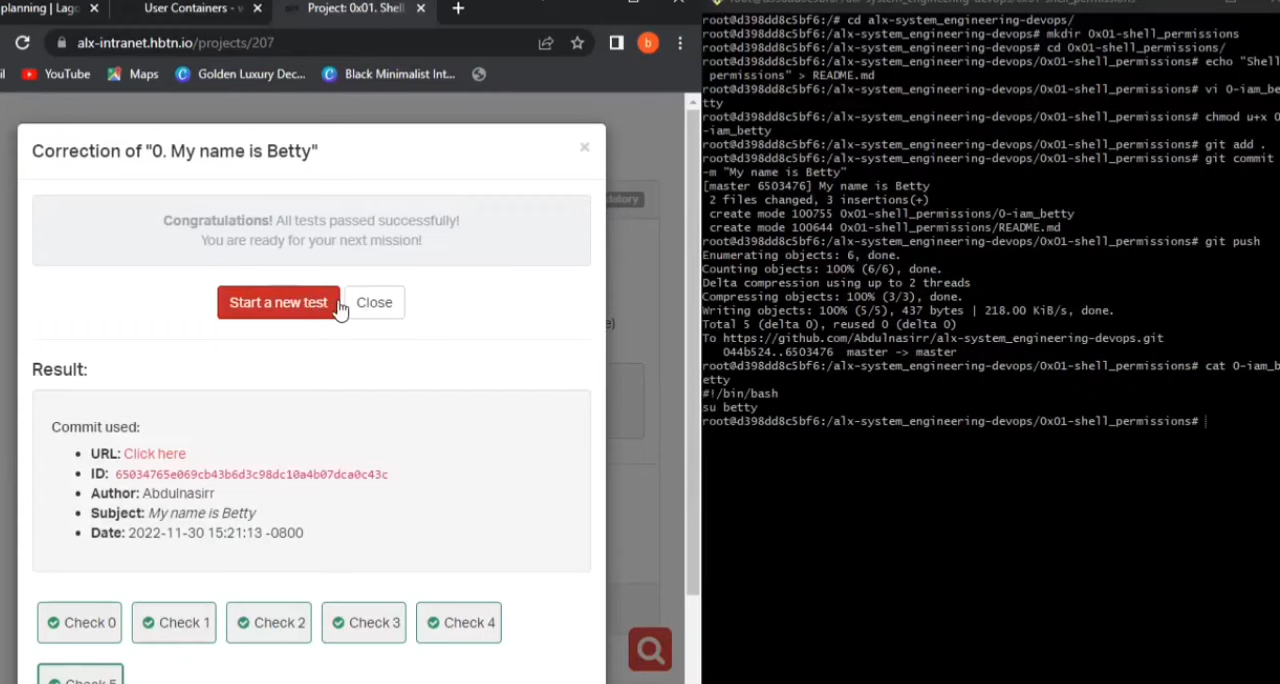 planning | Lag
User Containers -
Project: 0x01. Shell
alx-intranet.hbtn.io/projects/207
b
YouTube
Maps
Golden Luxury Dec...
Black Minimalist Int...
Correction of "0. My name is Betty"
×
Congratulations! All tests passed successfully!
You are ready for your next mission!
Start a new test
Close
Result:
Commit used:
• URL: Click here
• ID: 65034765e069cb43b6d3c98dc10a4b07dca0c43c
• Author: Abdulnasirr
• Subject: My name is Betty
• Date: 2022-11-30 15:21:13 -0800
Check 0
Check 1
Check 2
Check 3
Check 4
Check 5
root@d398dd8c5bf6:/# cd alx-system_engineering-devops/
root@d398dd8c5bf6:/alx-system_engineering-devops# mkdir 0x01-shell_permissions
root@d398dd8c5bf6:/alx-system_engineering-devops# cd 0x01-shell_permissions/
root@d398dd8c5bf6:/alx-system_engineering-devops/0x01-shell_permissions# echo "Shell
permissions" > README.md
root@d398dd8c5bf6:/alx-system_engineering-devops/0x01-shell_permissions# vi 0-iam_be
tty
root@d398dd8c5bf6:/alx-system_engineering-devops/0x01-shell_permissions# chmod u+x 0
-iam_betty
root@d398dd8c5bf6:/alx-system_engineering-devops/0x01-shell_permissions# git add .
root@d398dd8c5bf6:/alx-system_engineering-devops/0x01-shell_permissions# git commit
-m "My name is Betty"
[master 6503476] My name is Betty
2 files changed, 3 insertions(+)
create mode 100755 0x01-shell_permissions/0-iam_betty
create mode 100644 0x01-shell_permissions/README.md
root@d398dd8c5bf6:/alx-system_engineering-devops/0x01-shell_permissions# git push
Enumerating objects: 6, done.
Counting objects: 100% (6/6), done.
Delta compression using up to 2 threads
Compressing objects: 100% (3/3), done.
Writing objects: 100% (5/5), 437 bytes | 218.00 KiB/s, done.
Total 5 (delta 0), reused 0 (delta 0)
To https://github.com/Abdulnasirr/alx-system_engineering-devops.git
044b524..6503476 master -> master
root@d398dd8c5bf6:/alx-system_engineering-devops/0x01-shell_permissions# cat 0-iam_b
etty
#!/bin/bash
su betty
root@d398dd8c5bf6:/alx-system_engineering-devops/0x01-shell_permissions#